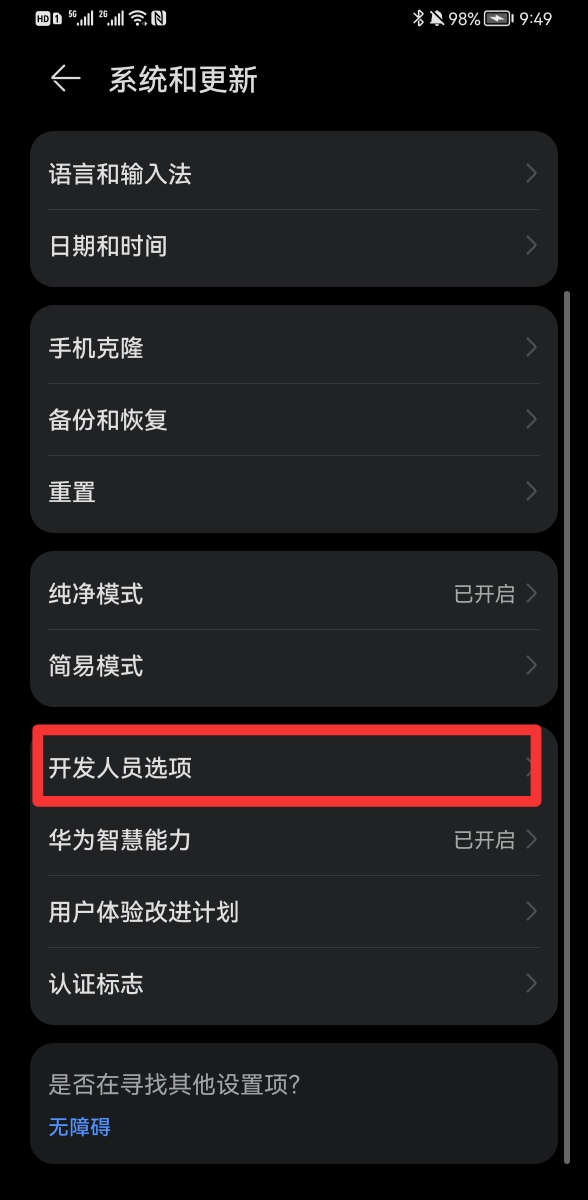 HD 1 5G 2G 98% 9:49
系统和更新
语言和输入法
日期和时间
手机克隆
备份和恢复
重置
纯净模式 已开启
简易模式
开发人员选项
华为智慧能力 已开启
用户体验改进计划
认证标志
是否在寻找其他设置项?
无障碍